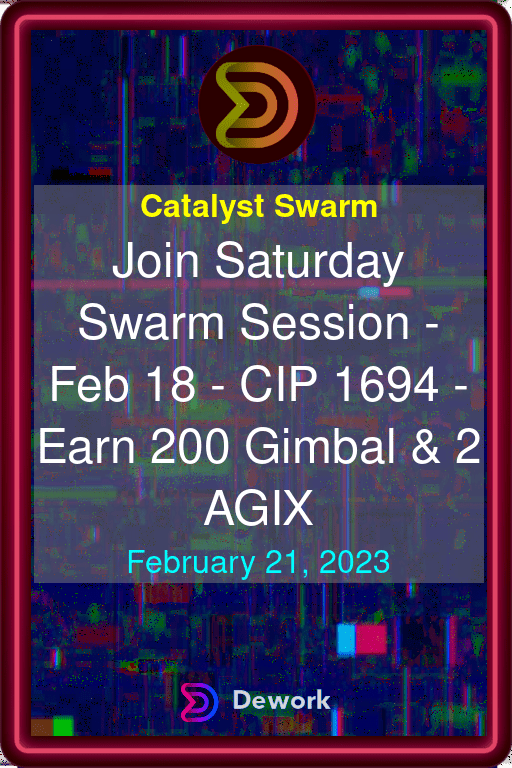 Catalyst Swarm
Join Saturday
Swarm Session -
Feb 18 - CIP 1694 -
Earn 200 Gimbal & 2
AGIX
February 21, 2023
Dework